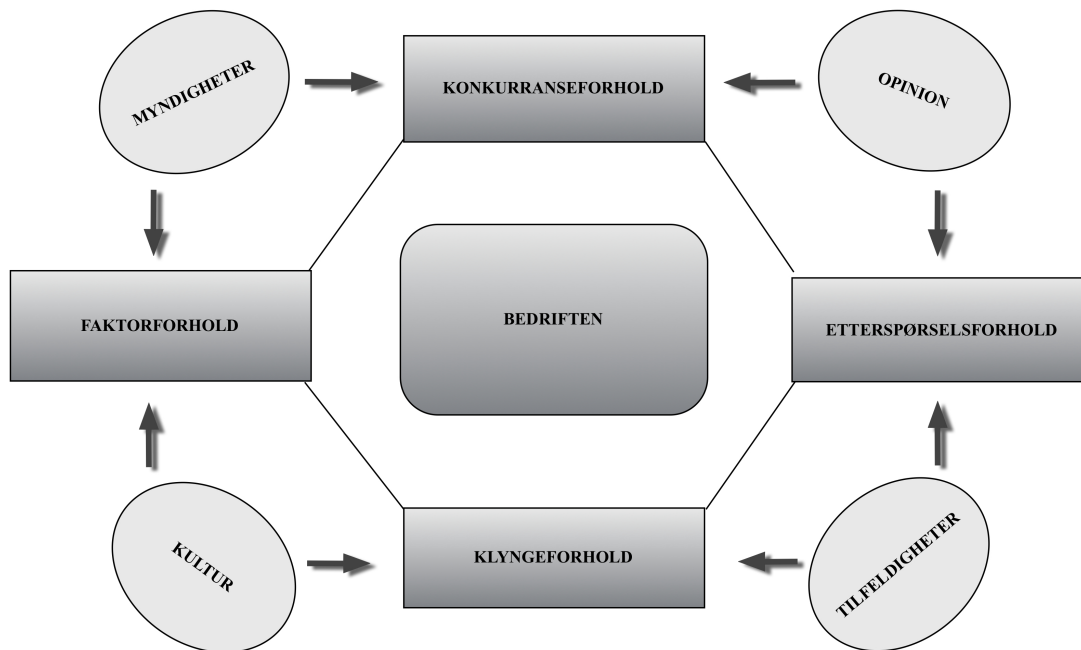 MYNDIGHETER
KONKURRANSEFORHOLD
OPINION
FAKTORFORHOLD
BEDRIFTEN
ETTERSPØRSELSFORHOLD
KULTUR
KLYNGEFORHOLD
TILFELDIGHETER